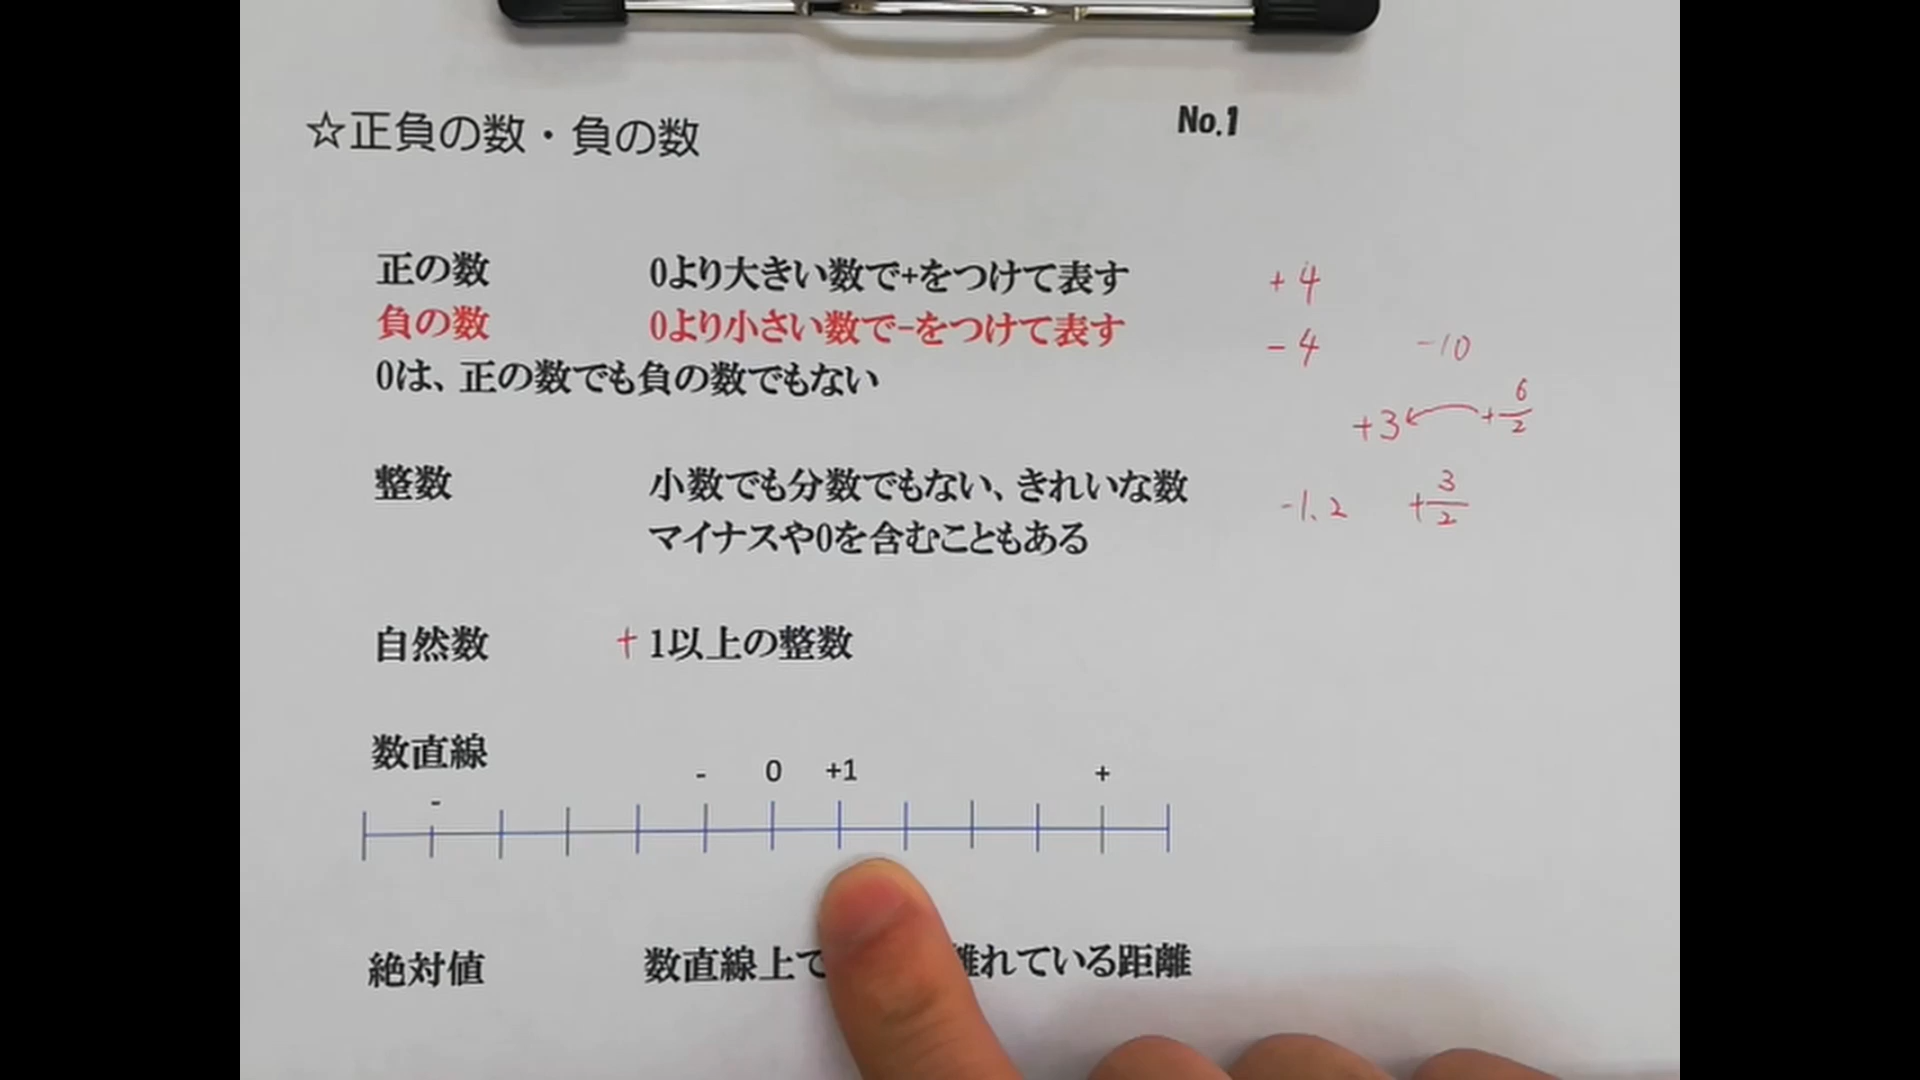 ☆正負の数・負の数
No.1
正の数 0より大きい数で+をつけて表す +4
負の数 0より小さい数で-をつけて表す -4 -10
0は、正の数でも負の数でもない
+3 +6/2
整数 小数でも分数でもない、きれいな数 -1.2 +3/2
マイナスや0を含むこともある
自然数 +1以上の整数
数直線
- 0 +1 +
-
絶対値 数直線上で 離れている距離